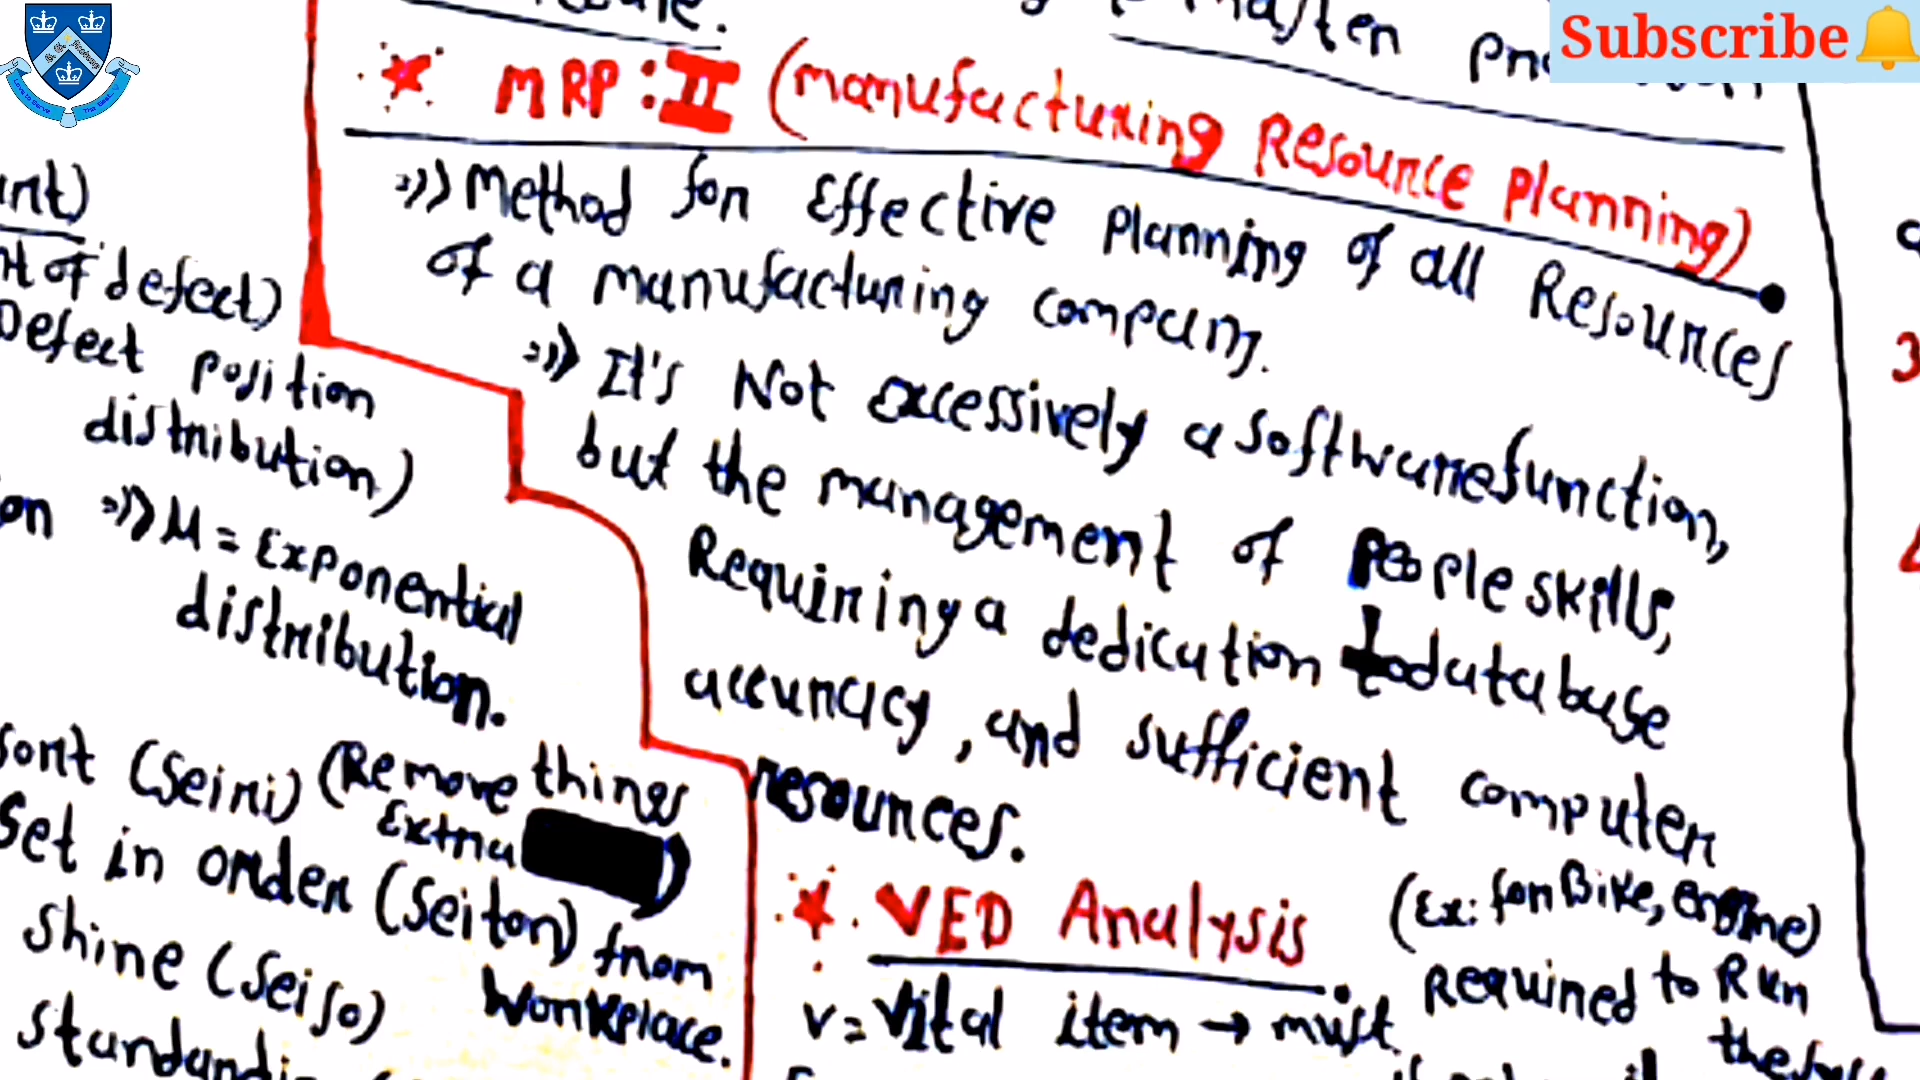 Subscribe
* MRP:II (manufacturing Resource planning)
Method for Effective planning of all Resources
of a manufacturing company.
It's Not excessively a software function,
but the management of people skills,
Requiring a dedication to database
accuracy, and sufficient computer
resources.
* VED Analysis
(Ex: for Bike, engine)
V = Vital item → must
Required to Run
of defect)
Defect position
distribution)
M = Exponential
distribution.
Sort (Seiri) (Remove things
Extra
Set in order (Seiton) from
Shine (Seiso) workplace.